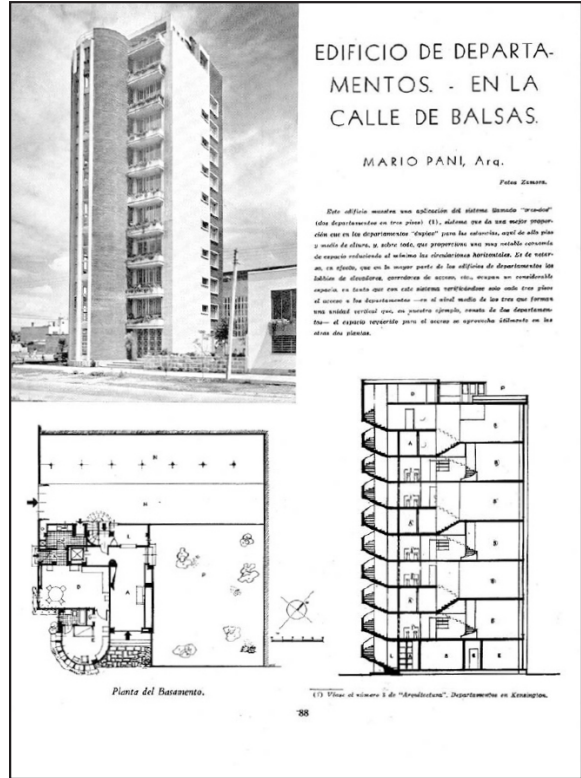 EDIFICIO DE DEPARTA-
MENTOS. - EN LA
CALLE DE BALSAS.
MARIO PANI, Arq.
Fotos Zamora.
Este edificio muestra una aplicación del sistema llamado
(dos departamentos en tres pisos) (1), sistema que da una mejor propor-
ción que en los departamentos "duplex" para las estancias, aquí de alto piso
y medio de altura, y, sobre todo, que proporciona una muy notable economía
de espacio reduciendo al mínimo las circulaciones horizontales. Es de notar-
se, en efecto, que en la mayor parte de los edificios de departamentos los
de elevadores, corredores de acceso, etc., ocupan un considerable
espacio, en tanto que con este sistema verificándose solo cada tres pisos
el acceso a los departamentos —en el nivel medio de los tres que forman
una unidad vertical que, en nuestro ejemplo, consta de dos departamen-
tos— el espacio requerido para el acceso se aprovecha útilmente en las
otras dos plantas.
Planta del Basamento.
(1) Véase el número 5 de "Arquitectura", Departamentos en Kensington.
88